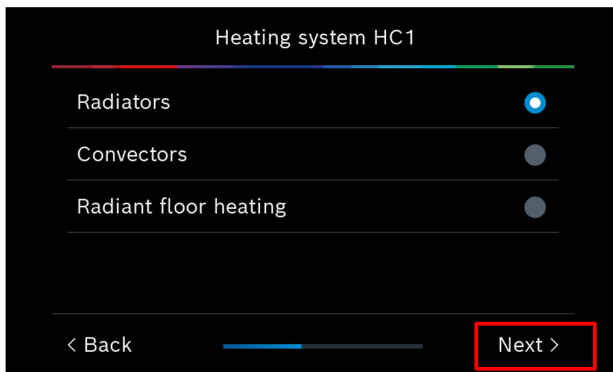 Heating system HC1
Radiators
Convectors
Radiant floor heating
< Back
Next >